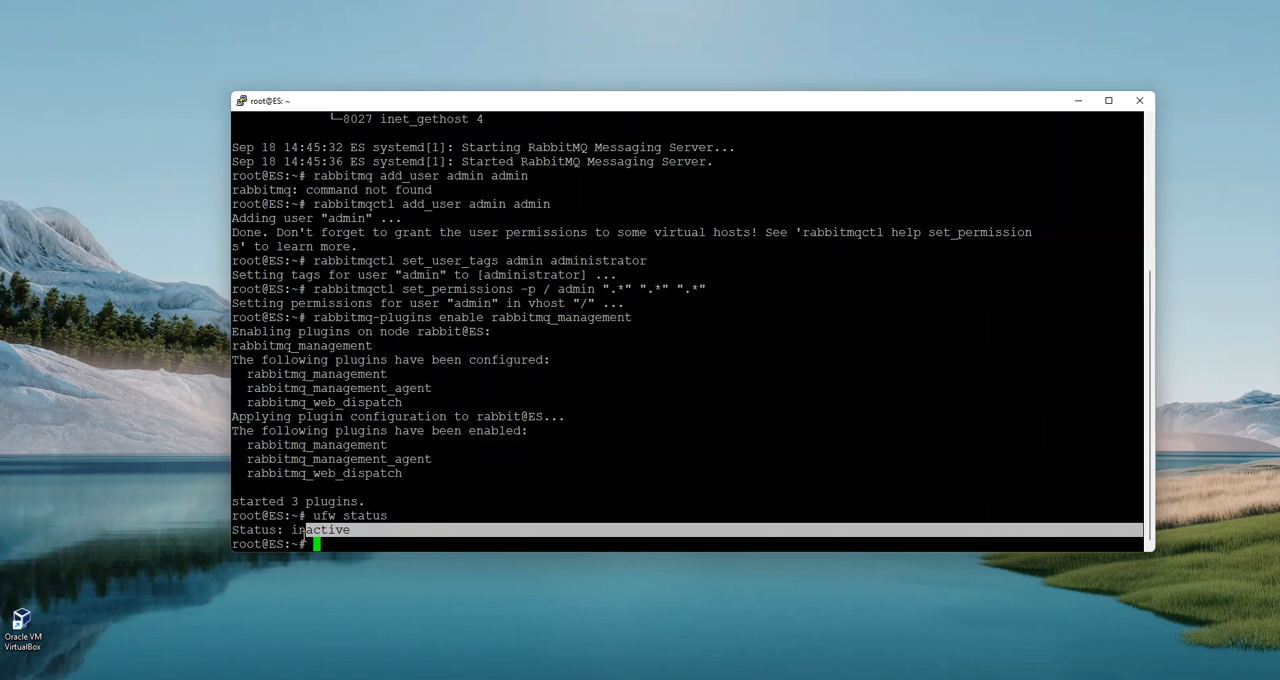 root@ES: ~
└─8027 inet_gethost 4
Sep 18 14:45:32 ES systemd[1]: Starting RabbitMQ Messaging Server...
Sep 18 14:45:36 ES systemd[1]: Started RabbitMQ Messaging Server.
root@ES:~# rabbitmq add_user admin admin
rabbitmq: command not found
root@ES:~# rabbitmqctl add_user admin admin
Adding user "admin" ...
Done. Don't forget to grant the user permissions to some virtual hosts! See 'rabbitmqctl help set_permission
s' to learn more.
root@ES:~# rabbitmqctl set_user_tags admin administrator
Setting tags for user "admin" to [administrator] ...
root@ES:~# rabbitmqctl set_permissions -p / admin ".*" ".*" ".*"
Setting permissions for user "admin" in vhost "/" ...
root@ES:~# rabbitmq-plugins enable rabbitmq_management
Enabling plugins on node rabbit@ES:
rabbitmq_management
The following plugins have been configured:
rabbitmq_management
rabbitmq_management_agent
rabbitmq_web_dispatch
Applying plugin configuration to rabbit@ES...
The following plugins have been enabled:
rabbitmq_management
rabbitmq_management_agent
rabbitmq_web_dispatch
started 3 plugins.
root@ES:~# ufw status
Status: inactive
root@ES:~#
Oracle VM
VirtualBox